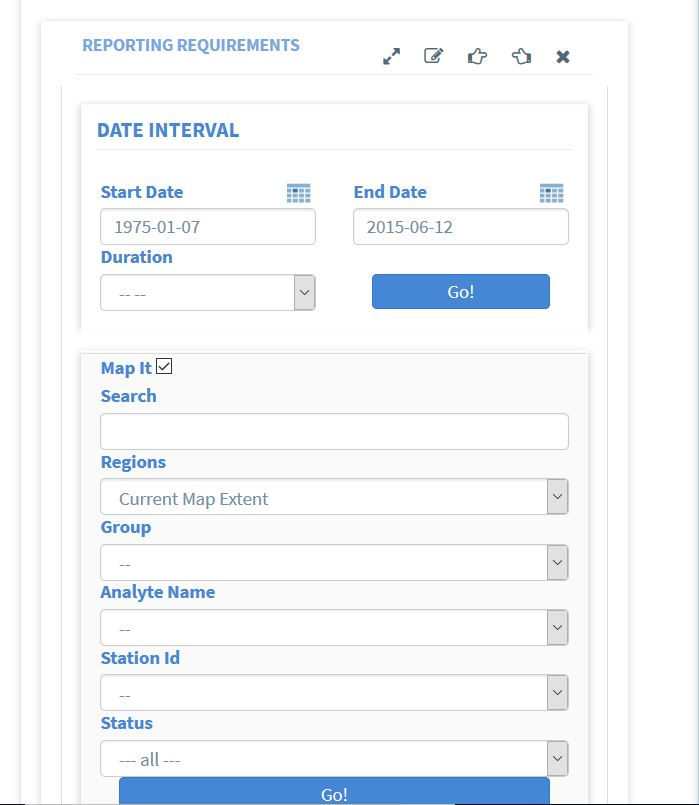 REPORTING REQUIREMENTS
DATE INTERVAL
Start Date End Date
1975-01-07 2015-06-12
Duration
-- -- Go!
Map It
Search
Regions
Current Map Extent
Group
--
Analyte Name
--
Station Id
--
Status
--- all ---
Go!